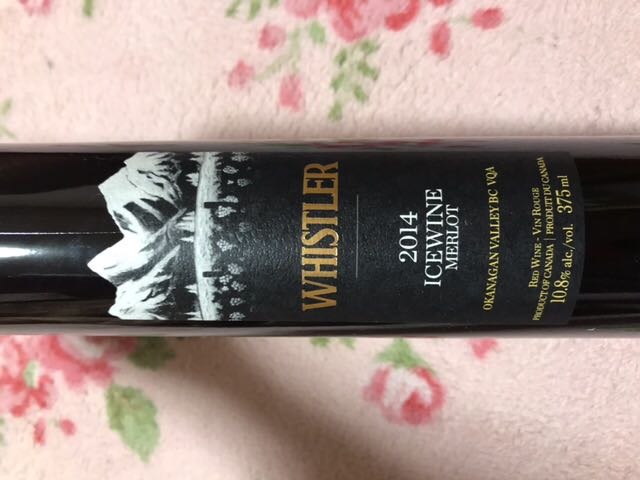 WHISTLER
2014
ICEWINE
MERLOT
OKANAGAN VALLEY BC VQA
RED WINE - VIN ROUGE
PRODUCT OF CANADA | PRODUIT DU CANADA
10.8% alc./vol. 375 ml